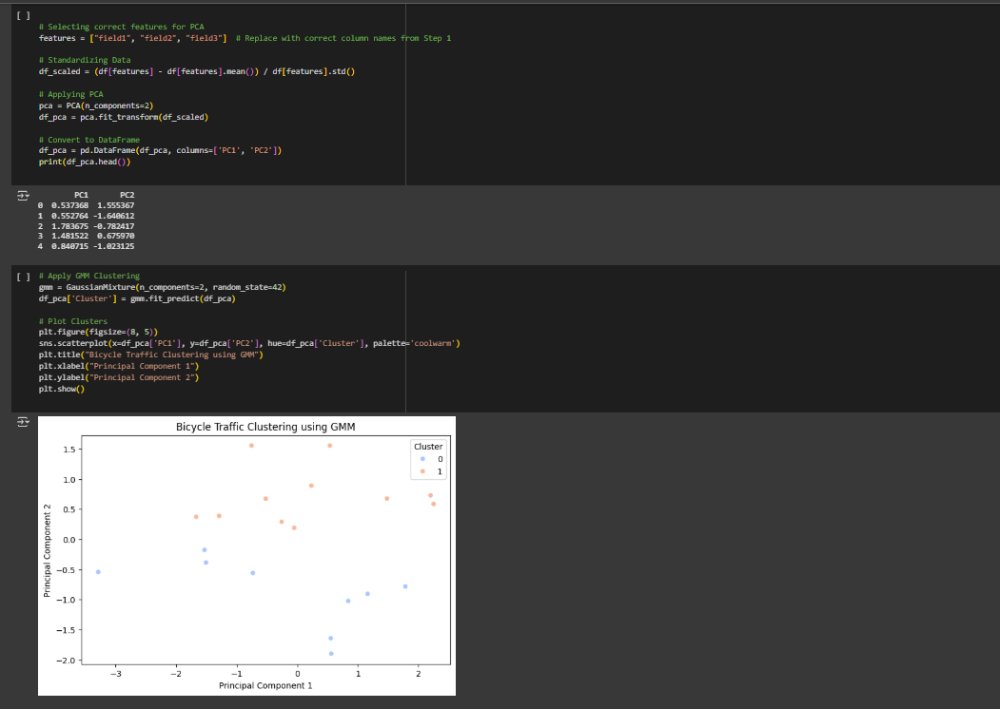 [ ]
# Selecting correct features for PCA
features = ["field1", "field2", "field3"]  # Replace with correct column names from Step 1
# Standardizing Data
df_scaled = (df[features] - df[features].mean()) / df[features].std()
# Applying PCA
pca = PCA(n_components=2)
df_pca = pca.fit_transform(df_scaled)
# Convert to DataFrame
df_pca = pd.DataFrame(df_pca, columns=['PC1', 'PC2'])
print(df_pca.head())
PC1 PC2
0 0.537368 1.555367
1 0.552764 -1.640612
2 1.783675 -0.782417
3 1.481522 0.675970
4 0.840715 -1.023125
[ ] # Apply GMM Clustering
gmm = GaussianMixture(n_components=2, random_state=42)
df_pca['Cluster'] = gmm.fit_predict(df_pca)
# Plot Clusters
plt.figure(figsize=(8, 5))
sns.scatterplot(x=df_pca['PC1'], y=df_pca['PC2'], hue=df_pca['Cluster'], palette='coolwarm')
plt.title("Bicycle Traffic Clustering using GMM")
plt.xlabel("Principal Component 1")
plt.ylabel("Principal Component 2")
plt.show()
Bicycle Traffic Clustering using GMM
Cluster
0
1
1.5
1.0
0.5
0.0
−0.5
−1.0
−1.5
−2.0
Principal Component 2
−3 −2 −1 0 1 2
Principal Component 1